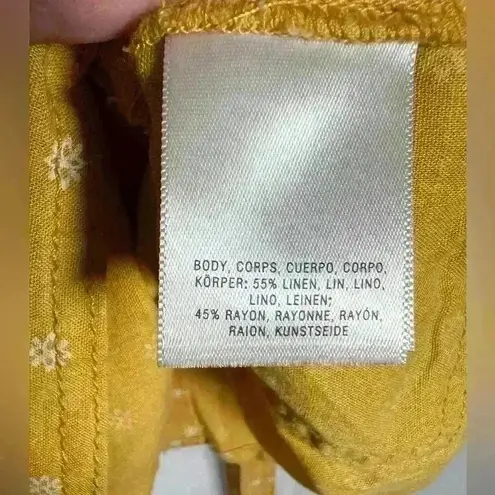 BODY, CORPS, CUERPO, CORPO,
KÖRPER: 55% LINEN, LIN, LINO,
LINO, LEINEN;
45% RAYON, RAYONNE, RAYÓN,
RAION, KUNSTSEIDE